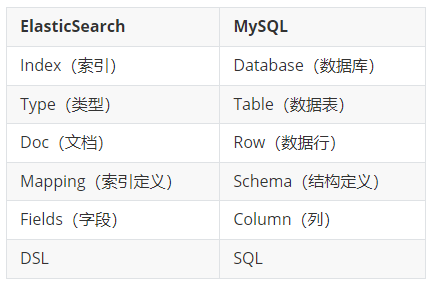 ElasticSearch MySQL
Index（索引） Database（数据库）
Type（类型） Table（数据表）
Doc（文档） Row（数据行）
Mapping（索引定义） Schema（结构定义）
Fields（字段） Column（列）
DSL SQL